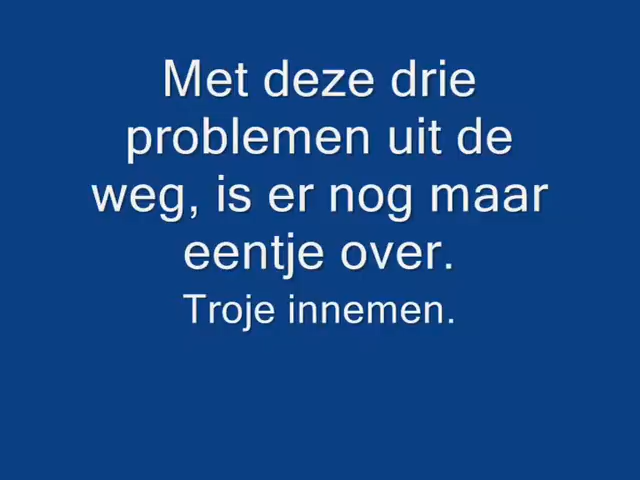 Met deze drie
problemen uit de
weg, is er nog maar
eentje over.
Troje innemen.